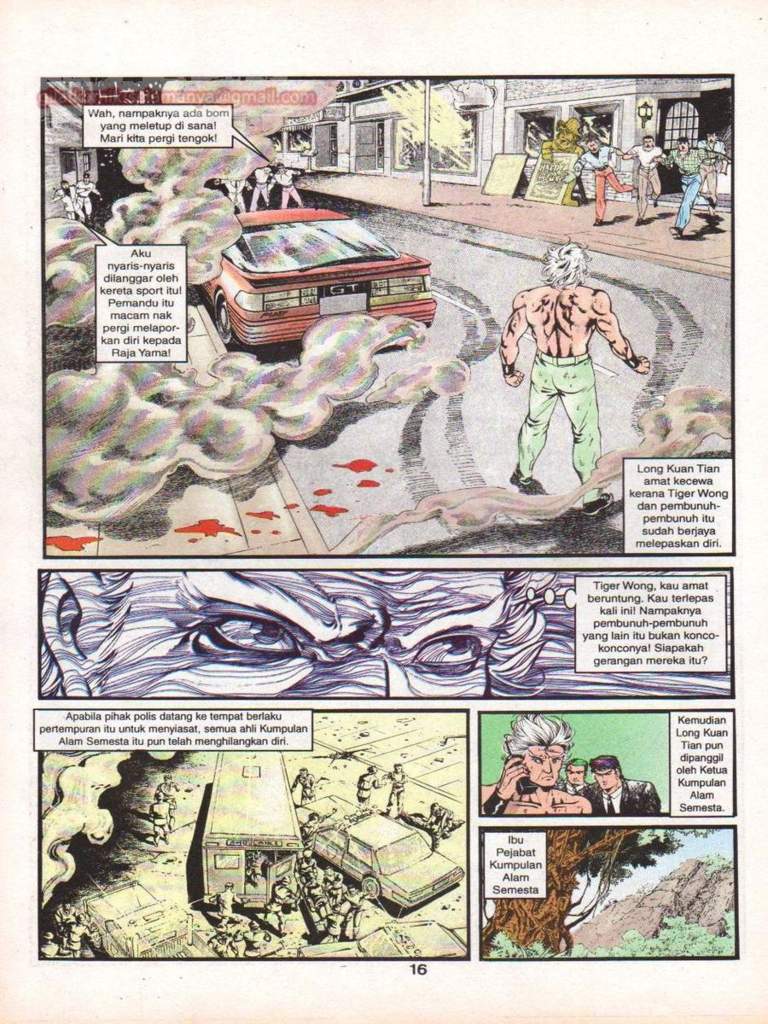 manya@gmail.com
Wah, nampaknya ada bom
yang meletup di sana!
Mari kita pergi tengok!
Aku
nyaris-nyaris
dilanggar oleh
kereta sport itu!
Pemandu itu
macam nak
pergi melapor-
kan diri kepada
Raja Yama!
GT
Long Kuan Tian
amat kecewa
kerana Tiger Wong
dan pembunuh-
pembunuh itu
sudah berjaya
melepaskan diri.
Tiger Wong, kau amat
beruntung. Kau terlepas
kali ini! Nampaknya
pembunuh-pembunuh
yang lain itu bukan konco-
konconya! Siapakah
gerangan mereka itu?
Apabila pihak polis datang ke tempat berlaku
pertempuran itu untuk menyiasat, semua ahli Kumpulan
Alam Semesta itu pun telah menghilangkan diri.
Kemudian
Long Kuan
Tian pun
dipanggil
oleh Ketua
Kumpulan
Alam
Semesta.
Ibu
Pejabat
Kumpulan
Alam
Semesta
16